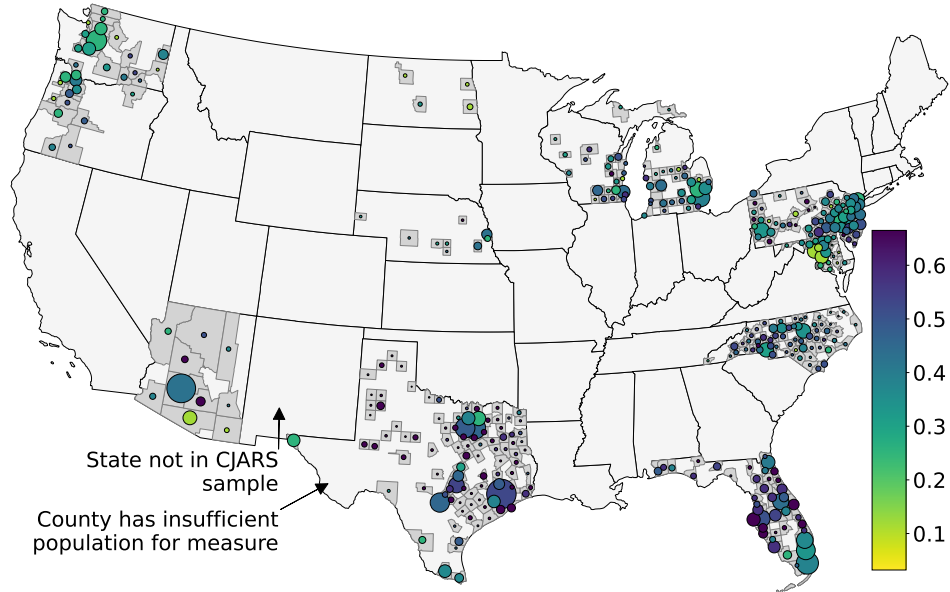 State not in CJARS
sample
County has insufficient
population for measure
0.6
0.5
0.4
0.3
0.2
0.1